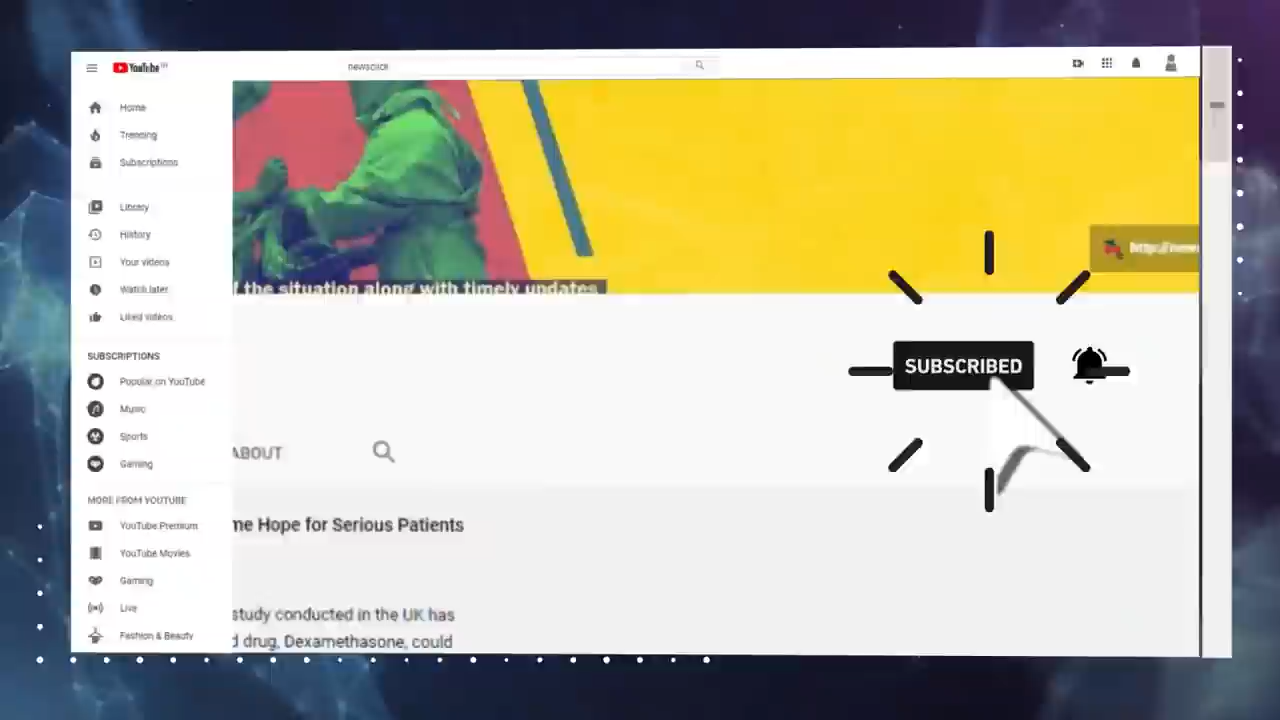 YouTube
newsclick
Home
Trending
Subscriptions
Library
History
Your videos
Watch later
Liked videos
SUBSCRIPTIONS
Popular on YouTube
Music
Sports
Gaming
MORE FROM YOUTUBE
YouTube Premium
YouTube Movies
Gaming
Live
Fashion & Beauty
f the situation along with timely updates
SUBSCRIBED
ABOUT
me Hope for Serious Patients
study conducted in the UK has
d drug, Dexamethasone, could